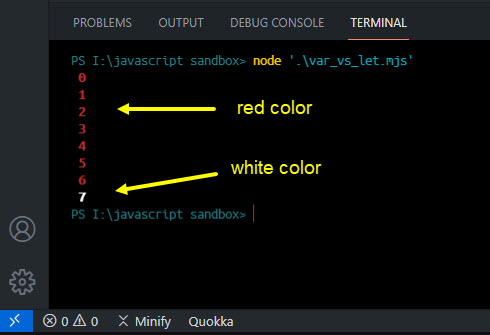 PROBLEMS OUTPUT DEBUG CONSOLE TERMINAL
PS I:\javascript sandbox> node '.\var_vs_let.mjs'
0
1
2
red color
3
4
5
white color
6
7
PS I:\javascript sandbox>
0 0 Minify Quokka